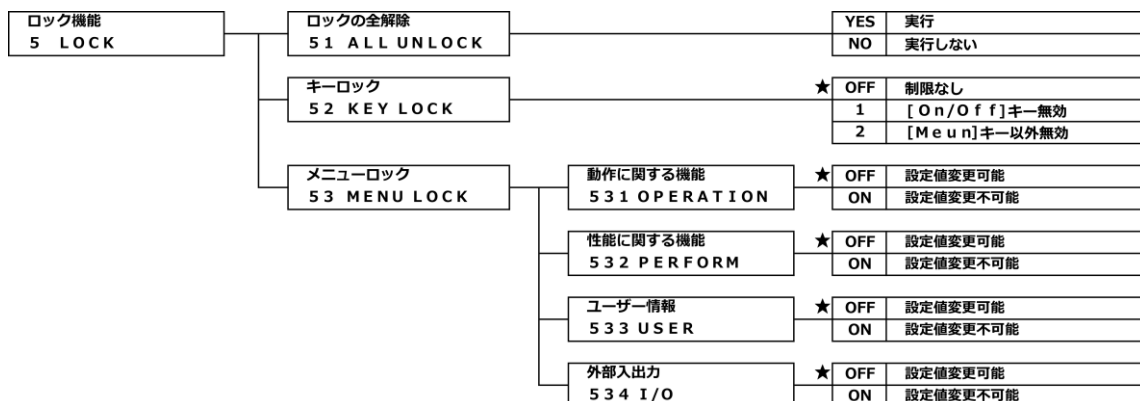 ロック機能
5 LOCK
ロックの全解除
51 ALL UNLOCK
YES 実行
NO 実行しない
キーロック
52 KEY LOCK
★ OFF 制限なし
1 [On/Off]キー無効
2 [Meun]キー以外無効
メニューロック
53 MENU LOCK
動作に関する機能
531 OPERATION
★ OFF 設定値変更可能
ON 設定値変更不可能
性能に関する機能
532 PERFORM
★ OFF 設定値変更可能
ON 設定値変更不可能
ユーザー情報
533 USER
★ OFF 設定値変更可能
ON 設定値変更不可能
外部入出力
534 I/O
★ OFF 設定値変更可能
ON 設定値変更不可能